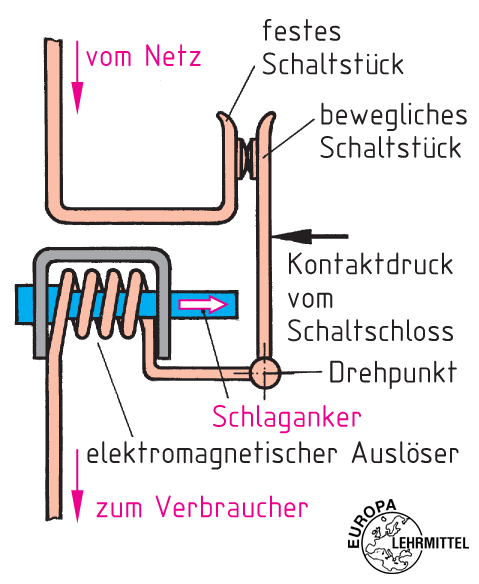 festes
Schaltstück
vom Netz
bewegliches
Schaltstück
Kontaktdruck
vom
Schaltschloss
Drehpunkt
Schlaganker
elektromagnetischer Auslöser
zum Verbraucher
EUROPA
LEHRMITTEL